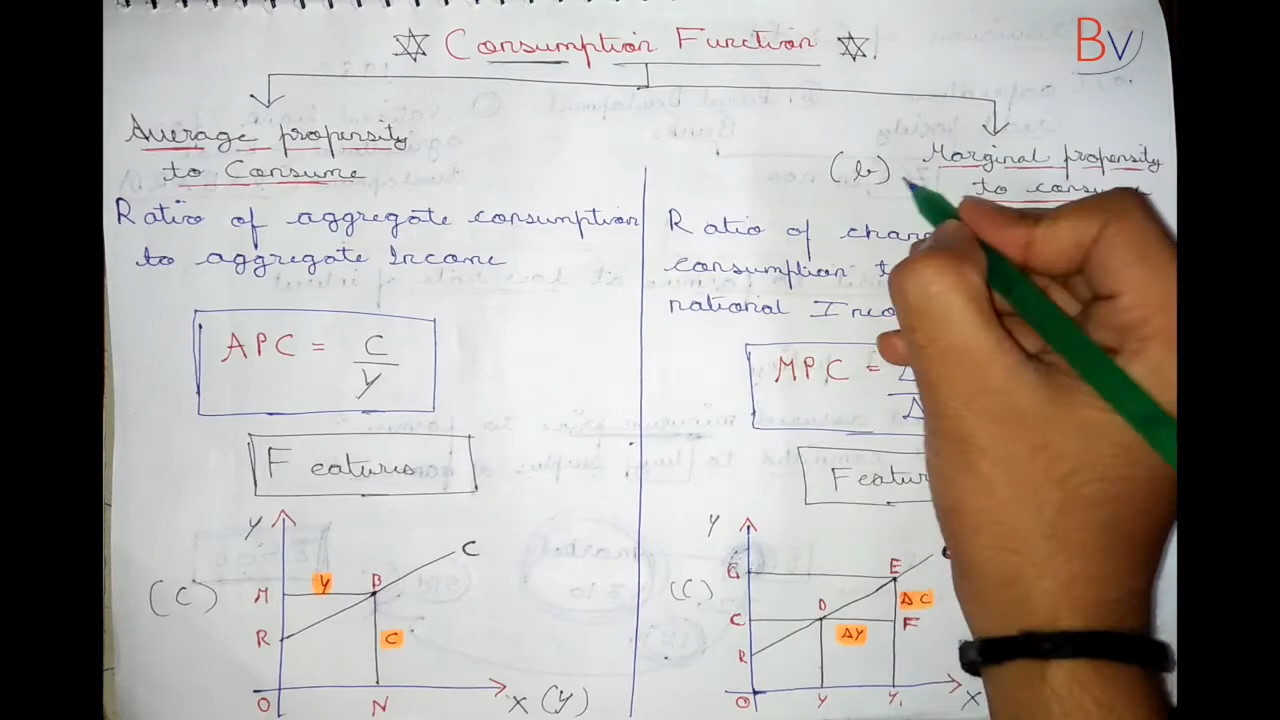 Consumption Function
BV
Average propensity
to Consume
Ratio of aggregate consumption
to aggregate Income
APC = C
Y
Features
Y
C
(C)
M
Y
B
R
C
O
N
X (Y)
(b)
Marginal propensity
to
Ratio of
consumption
national
MPC = Δ
Δ
Y
G
E
(C)
ΔC
C
D
F
ΔY
R
O
Y
Y₁
X